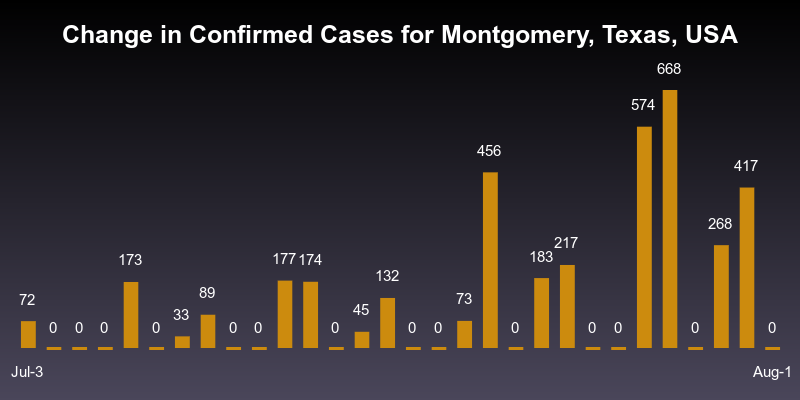 Change in Confirmed Cases for Montgomery, Texas, USA
72 0 0 0 173 0 33 89 0 0 177 174 0 45 132 0 0 73 456 0 183 217 0 0 574 668 0 268 417 0
Jul-3 Aug-1